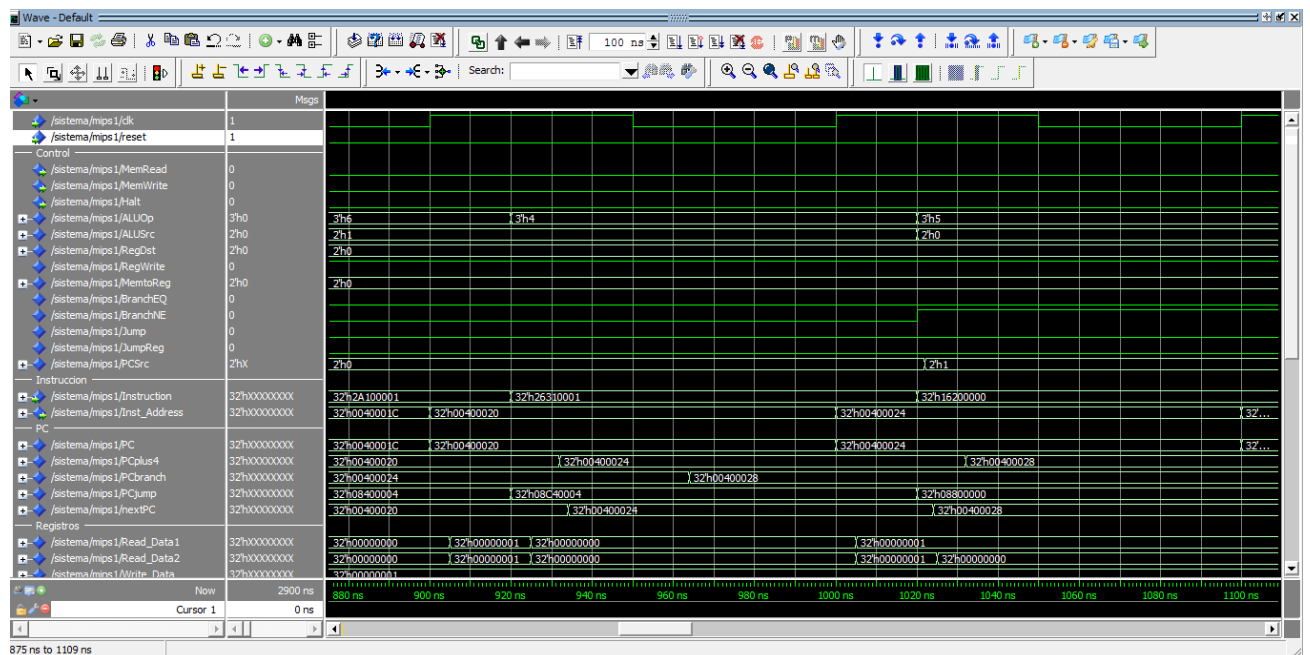 Wave - Default
100 ns
Search:
Msgs
/sistema/mips1/clk 1
/sistema/mips1/reset 1
Control
/sistema/mips1/MemRead 0
/sistema/mips1/MemWrite 0
/sistema/mips1/Halt 0
/sistema/mips1/ALUOp 3'h0 3'h6 3'h4 3'h5
/sistema/mips1/ALUSrc 2'h0 2'h1 2'h0
/sistema/mips1/RegDst 2'h0 2'h0
/sistema/mips1/RegWrite 0
/sistema/mips1/MemtoReg 2'h0 2'h0
/sistema/mips1/BranchEQ 0
/sistema/mips1/BranchNE 0
/sistema/mips1/Jump 0
/sistema/mips1/JumpReg 0
/sistema/mips1/PCSrc 2'hX 2'h0 2'h1
Instruccion
/sistema/mips1/Instruction 32'hXXXXXXXX 32'h2A100001 32'h26310001 32'h16200000
/sistema/mips1/Inst_Address 32'hXXXXXXXX 32'h0040001C 32'h00400020 32'h00400024 32'...
PC
/sistema/mips1/PC 32'hXXXXXXXX 32'h0040001C 32'h00400020 32'h00400024 32'...
/sistema/mips1/PCplus4 32'hXXXXXXXX 32'h00400020 32'h00400024 32'h00400028
/sistema/mips1/PCbranch 32'hXXXXXXXX 32'h00400024 32'h00400028
/sistema/mips1/PCjump 32'hXXXXXXXX 32'h08400004 32'h08C40004 32'h08800000
/sistema/mips1/nextPC 32'hXXXXXXXX 32'h00400020 32'h00400024 32'h00400028
Registros
/sistema/mips1/Read_Data1 32'hXXXXXXXX 32'h00000000 32'h00000001 32'h00000000 32'h00000001
/sistema/mips1/Read_Data2 32'hXXXXXXXX 32'h00000000 32'h00000001 32'h00000000 32'h00000001 32'h00000000
/sistema/mips1/Write_Data 32'hXXXXXXXX 32'h00000001
Now 2900 ns 880 ns 900 ns 920 ns 940 ns 960 ns 980 ns 1000 ns 1020 ns 1040 ns 1060 ns 1080 ns 1100 ns
Cursor 1 0 ns
875 ns to 1109 ns